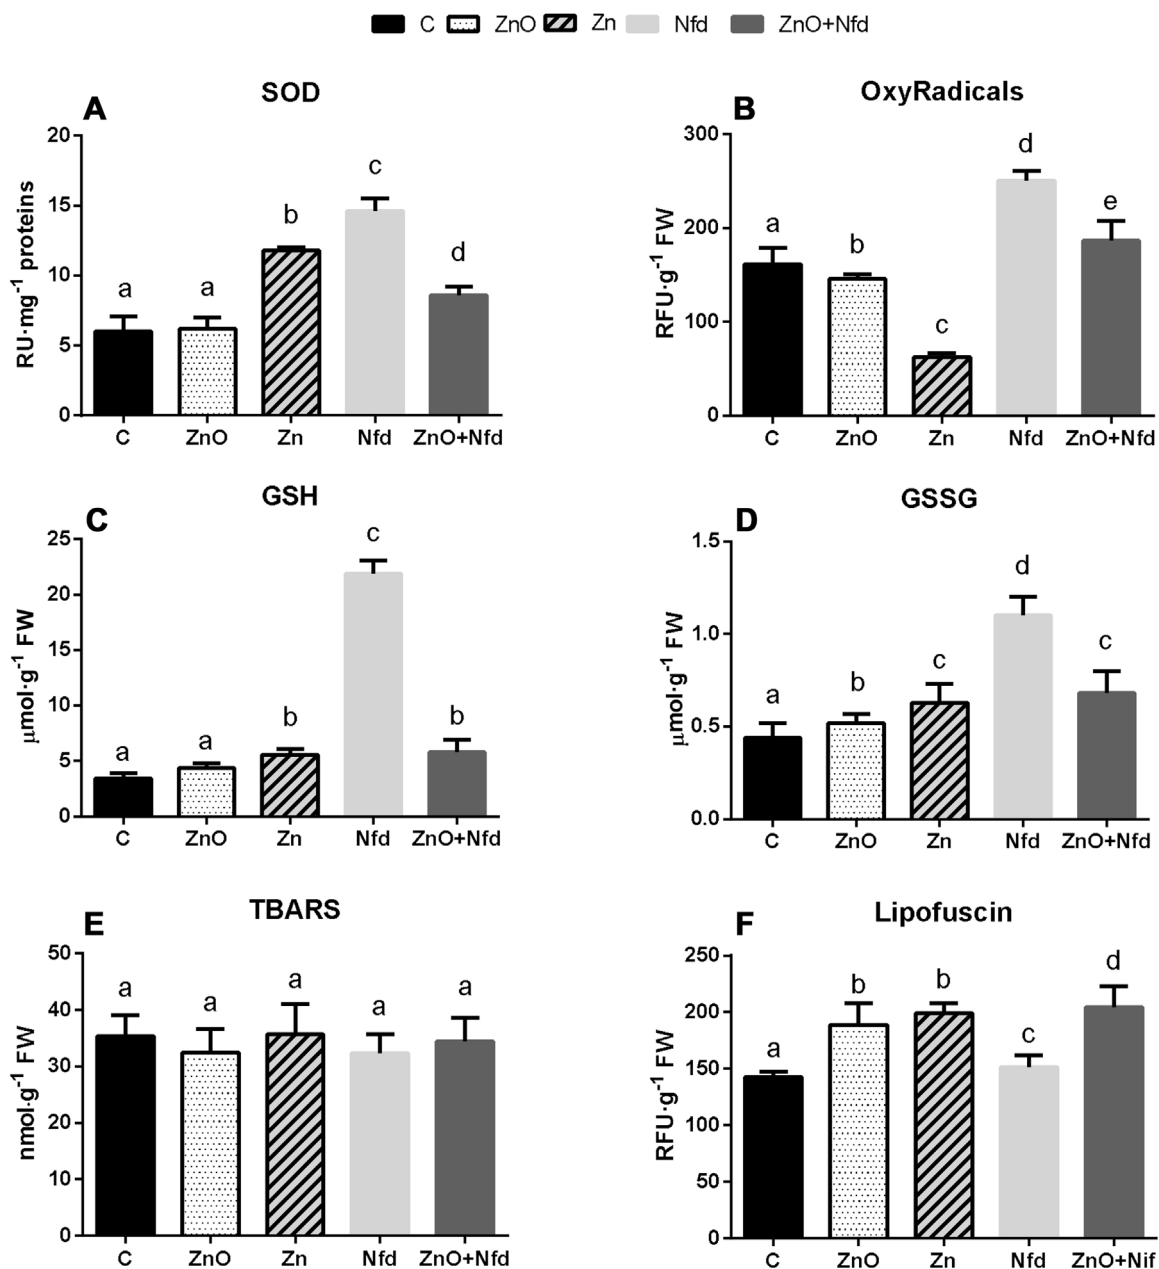 C ZnO Zn Nfd ZnO+Nfd
A SOD
RU·mg⁻¹ proteins
20
15
10
5
0
a a b c d
C ZnO Zn Nfd ZnO+Nfd
B OxyRadicals
RFU·g⁻¹ FW
300
200
100
0
a b c d e
C ZnO Zn Nfd ZnO+Nfd
C GSH
μmol·g⁻¹ FW
25
20
15
10
5
0
a a b c b
C ZnO Zn Nfd ZnO+Nfd
D GSSG
μmol·g⁻¹ FW
1.5
1.0
0.5
0.0
a b c d c
C ZnO Zn Nfd ZnO+Nfd
E TBARS
nmol·g⁻¹ FW
50
40
30
20
10
0
a a a a a
C ZnO Zn Nfd ZnO+Nfd
F Lipofuscin
RFU·g⁻¹ FW
250
200
150
100
50
0
a b b c d
C ZnO Zn Nfd ZnO+Nif